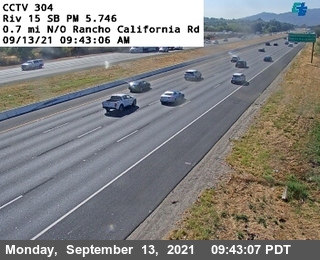 CCTV 304
Riv 15 SB PM 5.746
0.7 mi N/O Rancho California Rd
09/13/21 09:43:06 AM
Monday, September 13, 2021 09:43:07 PDT